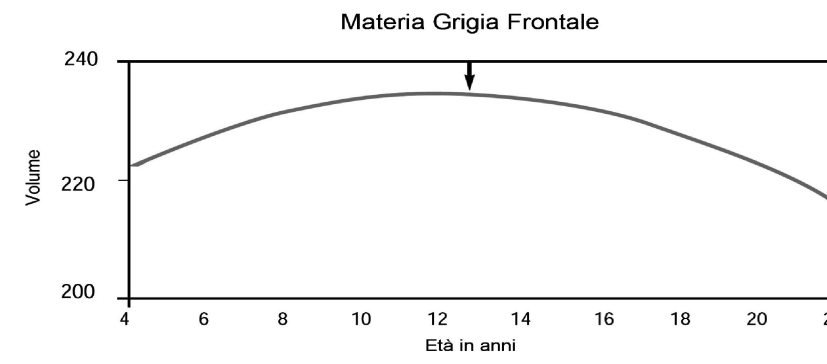 Materia Grigia Frontale
240
220
200
Volume
4 6 8 10 12 14 16 18 20
Età in anni